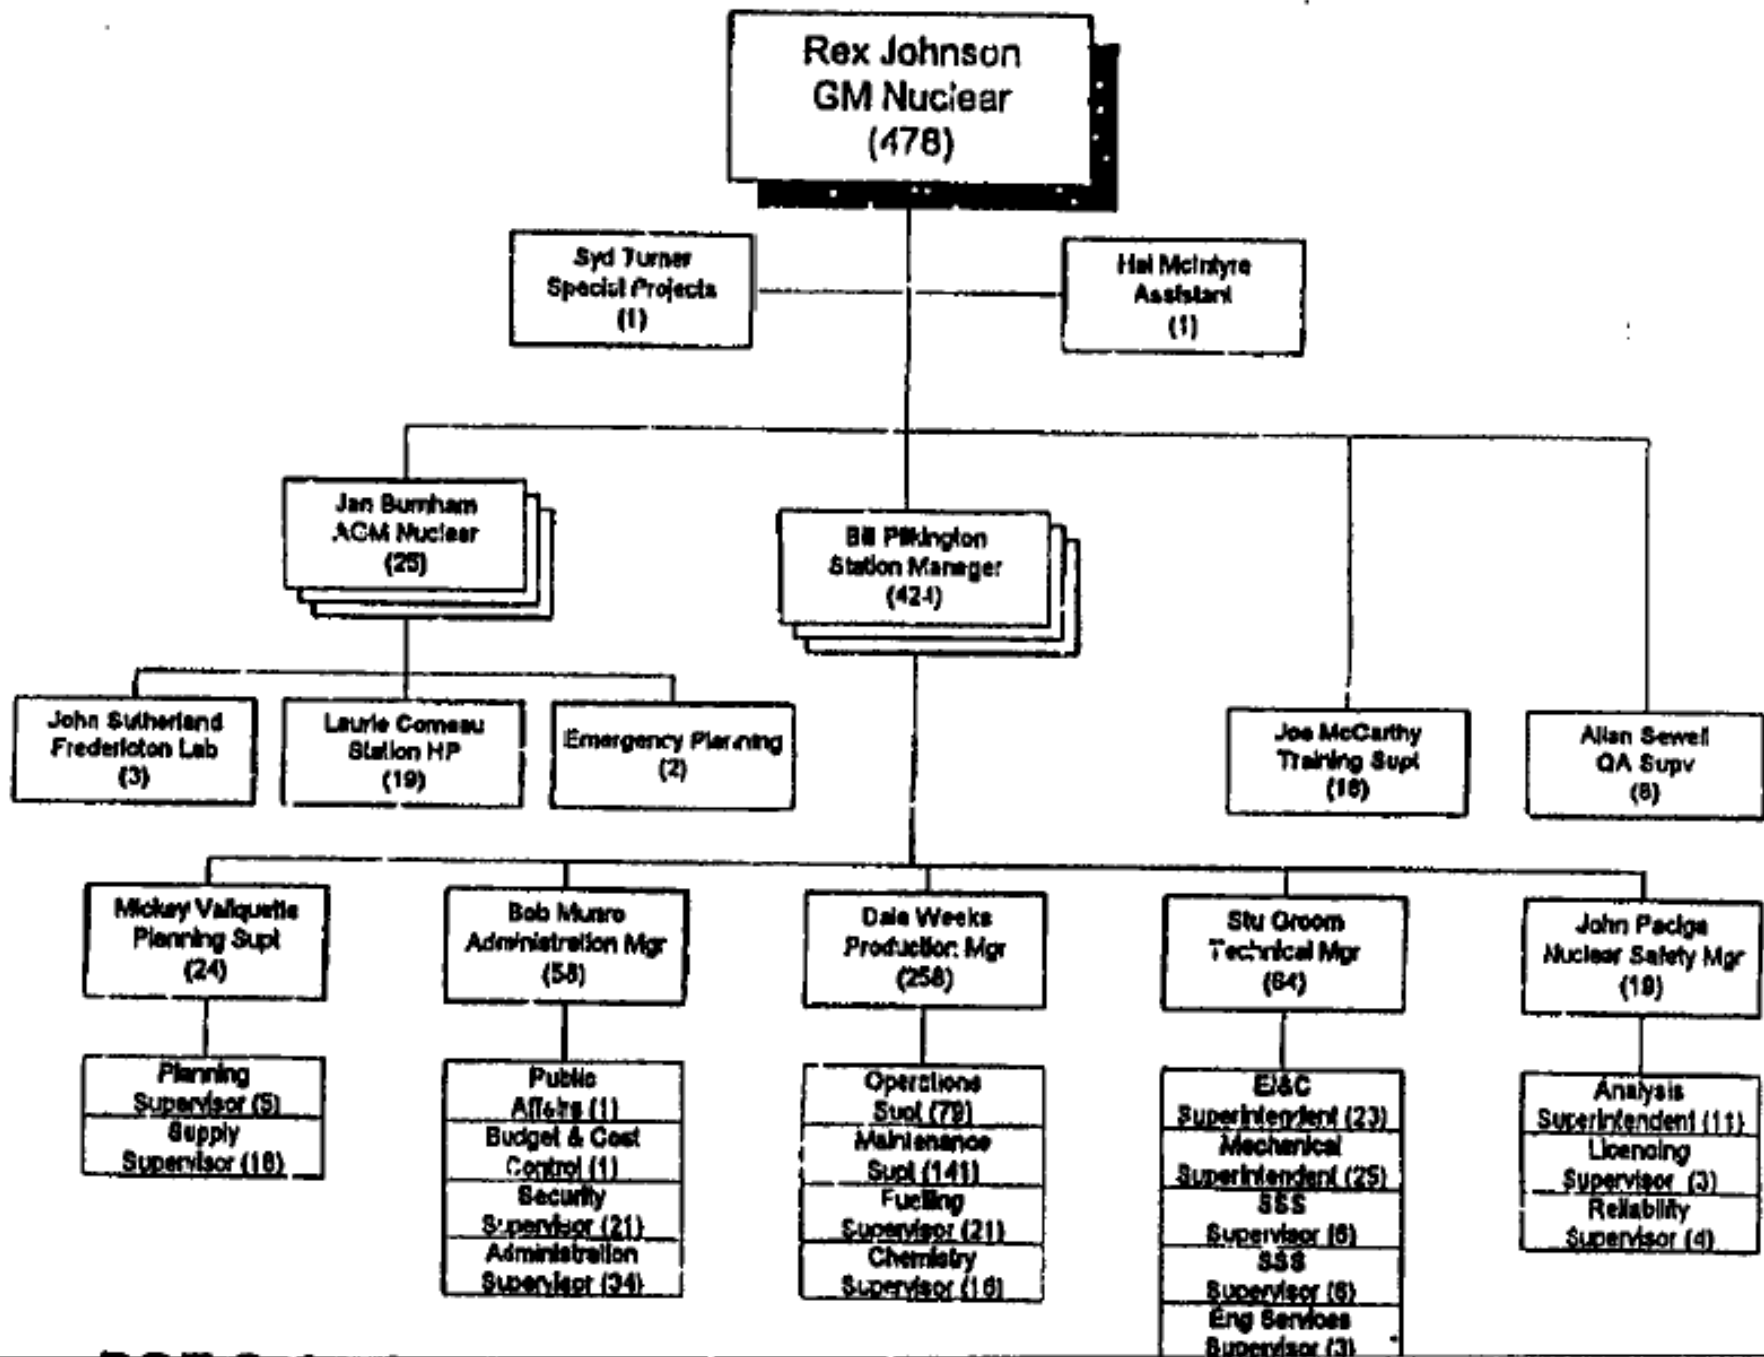 Rex Johnson
GM Nuclear
(478)
Syd Turner
Special Projects
(1)
Hal McIntyre
Assistant
(1)
Jan Burnham
AGM Nuclear
(25)
Bill Pilkington
Station Manager
(424)
John Sutherland
Fredericton Lab
(3)
Laurie Comeau
Station HP
(19)
Emergency Planning
(2)
Joe McCarthy
Training Supt
(18)
Allan Sewell
QA Supv
(8)
Mickey Valiquette
Planning Supt
(24)
Bob Munro
Administration Mgr
(58)
Dale Weeks
Production Mgr
(258)
Stu Groom
Technical Mgr
(64)
John Paciga
Nuclear Safety Mgr
(19)
Planning
Supervisor (5)
Supply
Supervisor (18)
Public
Affairs (1)
Budget & Cost
Control (1)
Security
Supervisor (21)
Administration
Supervisor (34)
Operations
Supt (79)
Maintenance
Supt (141)
Fuelling
Supervisor (21)
Chemistry
Supervisor (16)
EI&C
Superintendent (23)
Mechanical
Superintendent (25)
SSS
Supervisor (6)
SSS
Supervisor (6)
Eng Services
Supervisor (3)
Analysis
Superintendent (11)
Licencing
Supervisor (3)
Reliability
Supervisor (4)